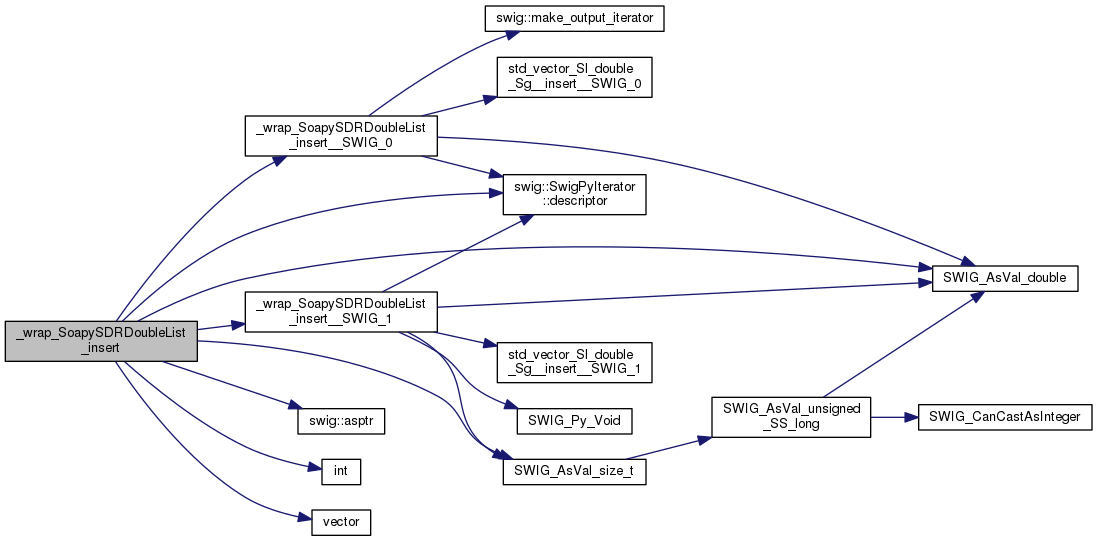 swig::make_output_iterator
std_vector_Sl_double
_Sg__insert__SWIG_0
_wrap_SoapySDRDoubleList
_insert__SWIG_0
swig::SwigPyIterator
::descriptor
SWIG_AsVal_double
_wrap_SoapySDRDoubleList
_insert__SWIG_1
_wrap_SoapySDRDoubleList
_insert
std_vector_Sl_double
_Sg__insert__SWIG_1
swig::asptr
SWIG_Py_Void
SWIG_AsVal_unsigned
_SS_long
SWIG_CanCastAsInteger
int
SWIG_AsVal_size_t
vector